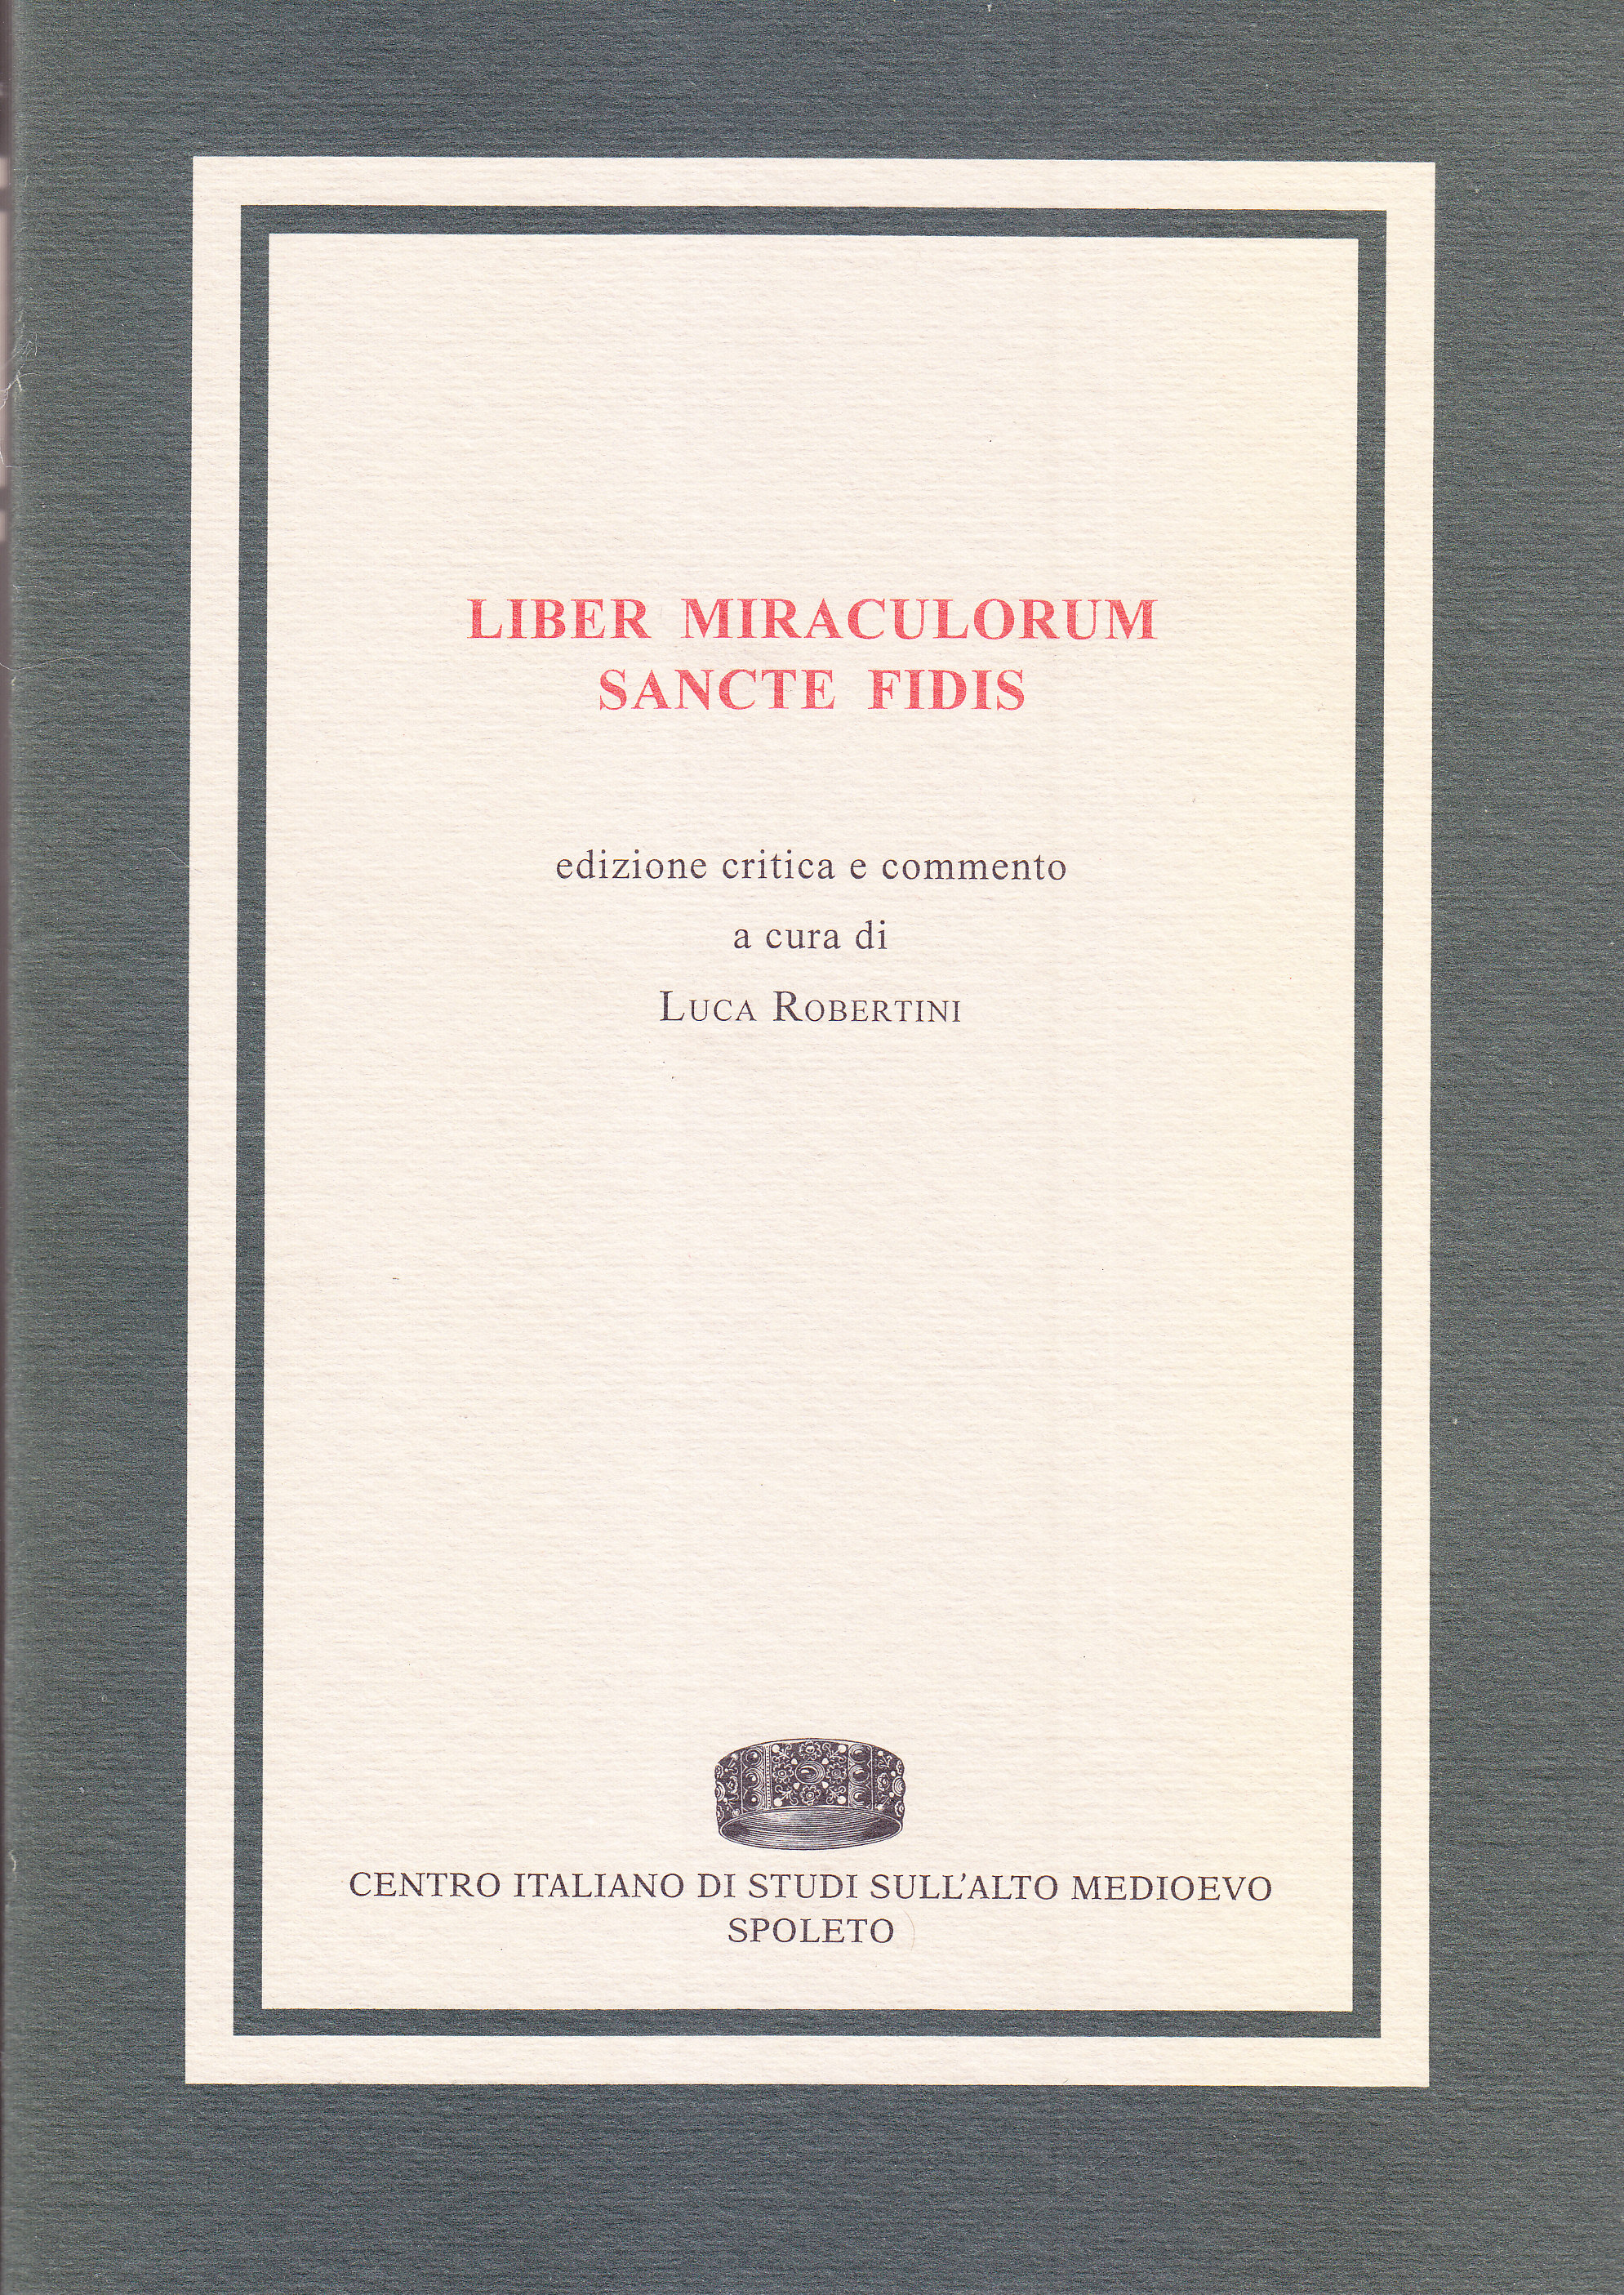 LIBER MIRACULORUM
SANCTE FIDIS
edizione critica e commento
a cura di
LUCA ROBERTINI
CENTRO ITALIANO DI STUDI SULL'ALTO MEDIOEVO
SPOLETO